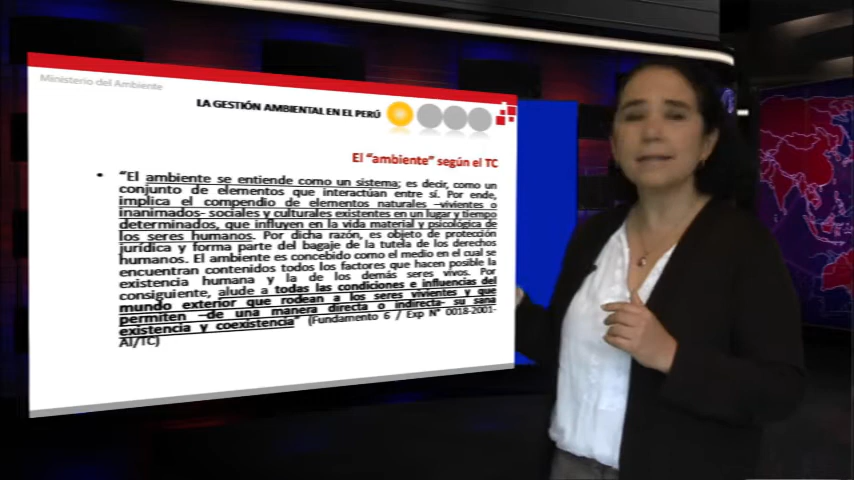 Ministerio del Ambiente
LA GESTIÓN AMBIENTAL EN EL PERÚ
El "ambiente" según el TC
• "El ambiente se entiende como un sistema; es decir, como un
conjunto de elementos que interactúan entre sí. Por ende,
implica el compendio de elementos naturales –vivientes o
inanimados- sociales y culturales existentes en un lugar y tiempo
determinados, que influyen en la vida material y psicológica de
los seres humanos. Por dicha razón, es objeto de protección
jurídica y forma parte del bagaje de la tutela de los derechos
humanos. El ambiente es concebido como el medio en el cual se
encuentran contenidos todos los factores que hacen posible la
existencia humana y la de los demás seres vivos. Por
consiguiente, alude a todas las condiciones e influencias del
mundo exterior que rodean a los seres vivientes y que
permiten –de una manera directa o indirecta- su sana
existencia y coexistencia" (Fundamento 6 / Exp N° 0018-2001-
AI/TC)